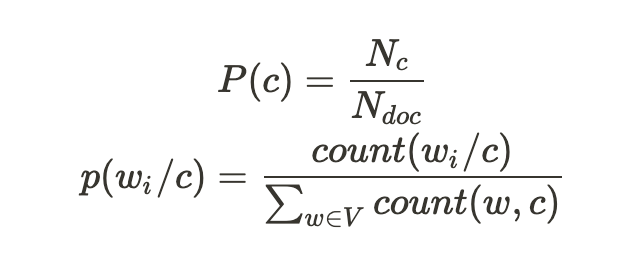 P(c) = N_c / N_doc
p(w_i/c) = count(w_i/c) / ∑_{w∈V} count(w, c)